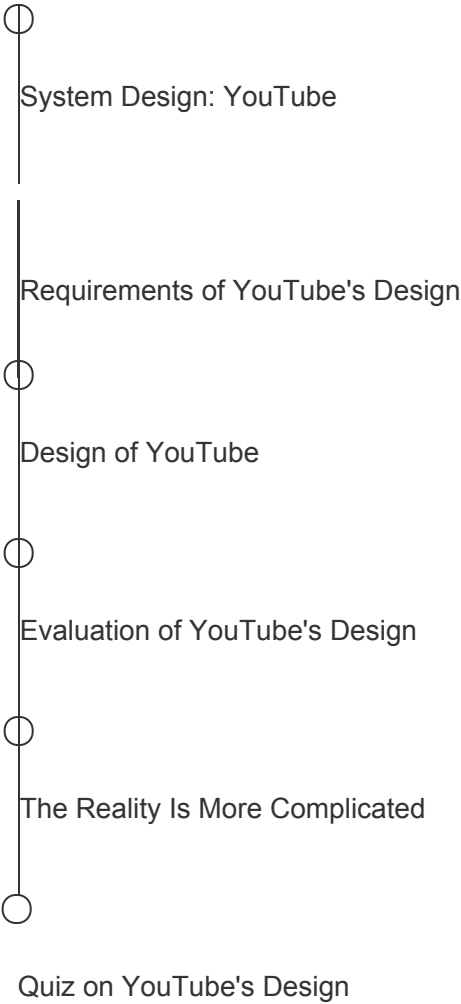 System Design: YouTube
Requirements of YouTube's Design
Design of YouTube
Evaluation of YouTube's Design
The Reality Is More Complicated
Quiz on YouTube's Design